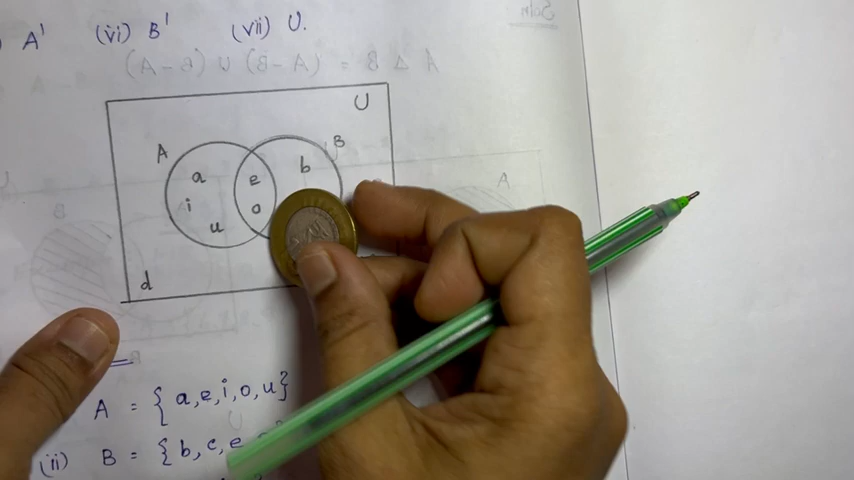 A' (vi) B' (vii) U.
U
A B
a e b
i o
u
d
A = { a, e, i, o, u }
(ii) B = { b, c, e,